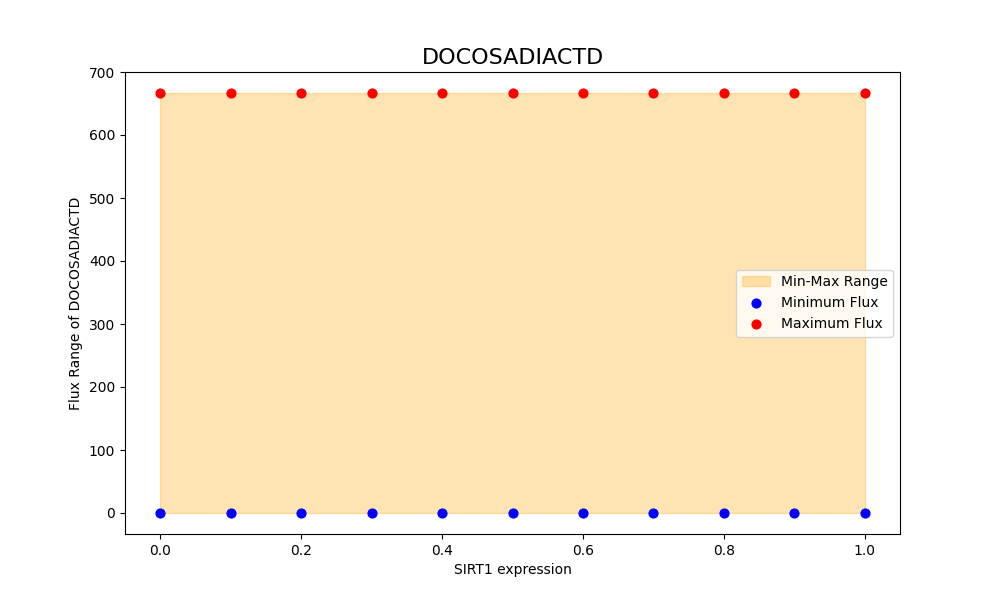 DOCOSADIACTD
Flux Range of DOCOSADIACTD
700
600
500
400
300
200
100
0
Min-Max Range
Minimum Flux
Maximum Flux
0.0 0.2 0.4 0.6 0.8 1.0
SIRT1 expression